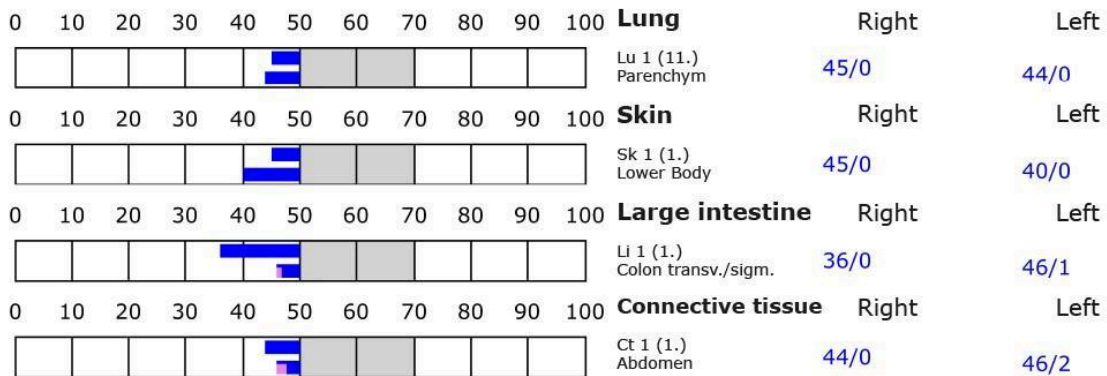 0 10 20 30 40 50 60 70 80 90 100 Lung Right Left
Lu 1 (11.)
Parenchym 45/0 44/0
0 10 20 30 40 50 60 70 80 90 100 Skin Right Left
Sk 1 (1.)
Lower Body 45/0 40/0
0 10 20 30 40 50 60 70 80 90 100 Large intestine Right Left
Li 1 (1.)
Colon transv./sigm. 36/0 46/1
0 10 20 30 40 50 60 70 80 90 100 Connective tissue Right Left
Ct 1 (1.)
Abdomen 44/0 46/2